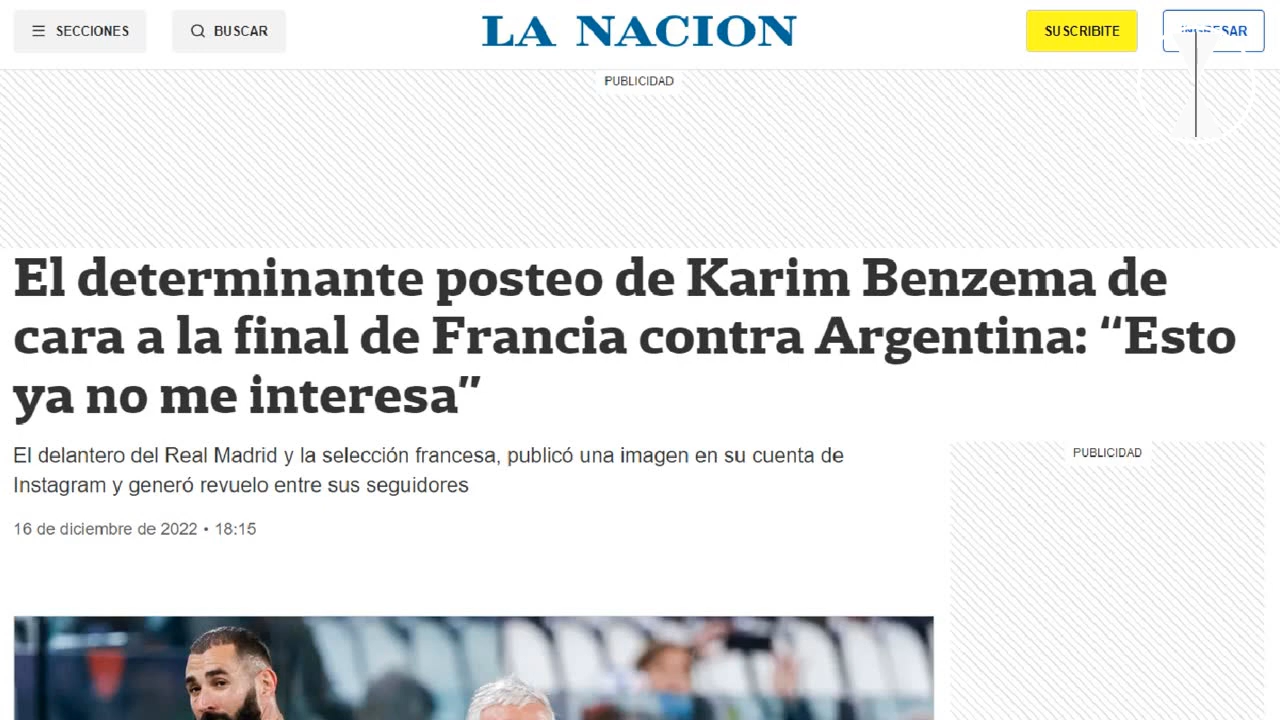 SECCIONES
BUSCAR
LA NACION
SUSCRIBITE
INGRESAR
PUBLICIDAD
El determinante posteo de Karim Benzema de
cara a la final de Francia contra Argentina: “Esto
ya no me interesa”
El delantero del Real Madrid y la selección francesa, publicó una imagen en su cuenta de
Instagram y generó revuelo entre sus seguidores
PUBLICIDAD
16 de diciembre de 2022 • 18:15